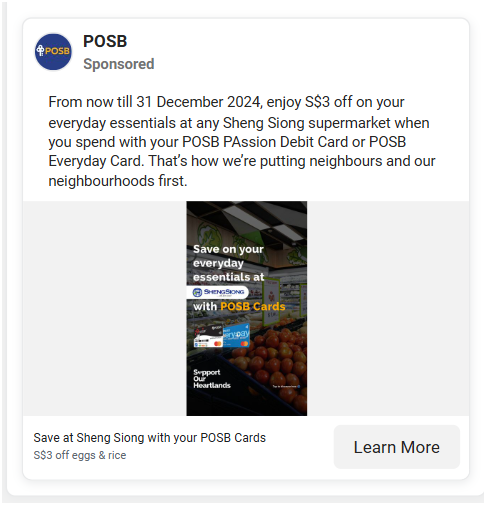 POSB
POSB
Sponsored
From now till 31 December 2024, enjoy S$3 off on your
everyday essentials at any Sheng Siong supermarket when
you spend with your POSB PAssion Debit Card or POSB
Everyday Card. That’s how we’re putting neighbours and our
neighbourhoods first.
Save on your
everyday
essentials at
SHENG SIONG
with POSB Cards
Support
Our
Heartlands
Save at Sheng Siong with your POSB Cards
S$3 off eggs & rice
Learn More